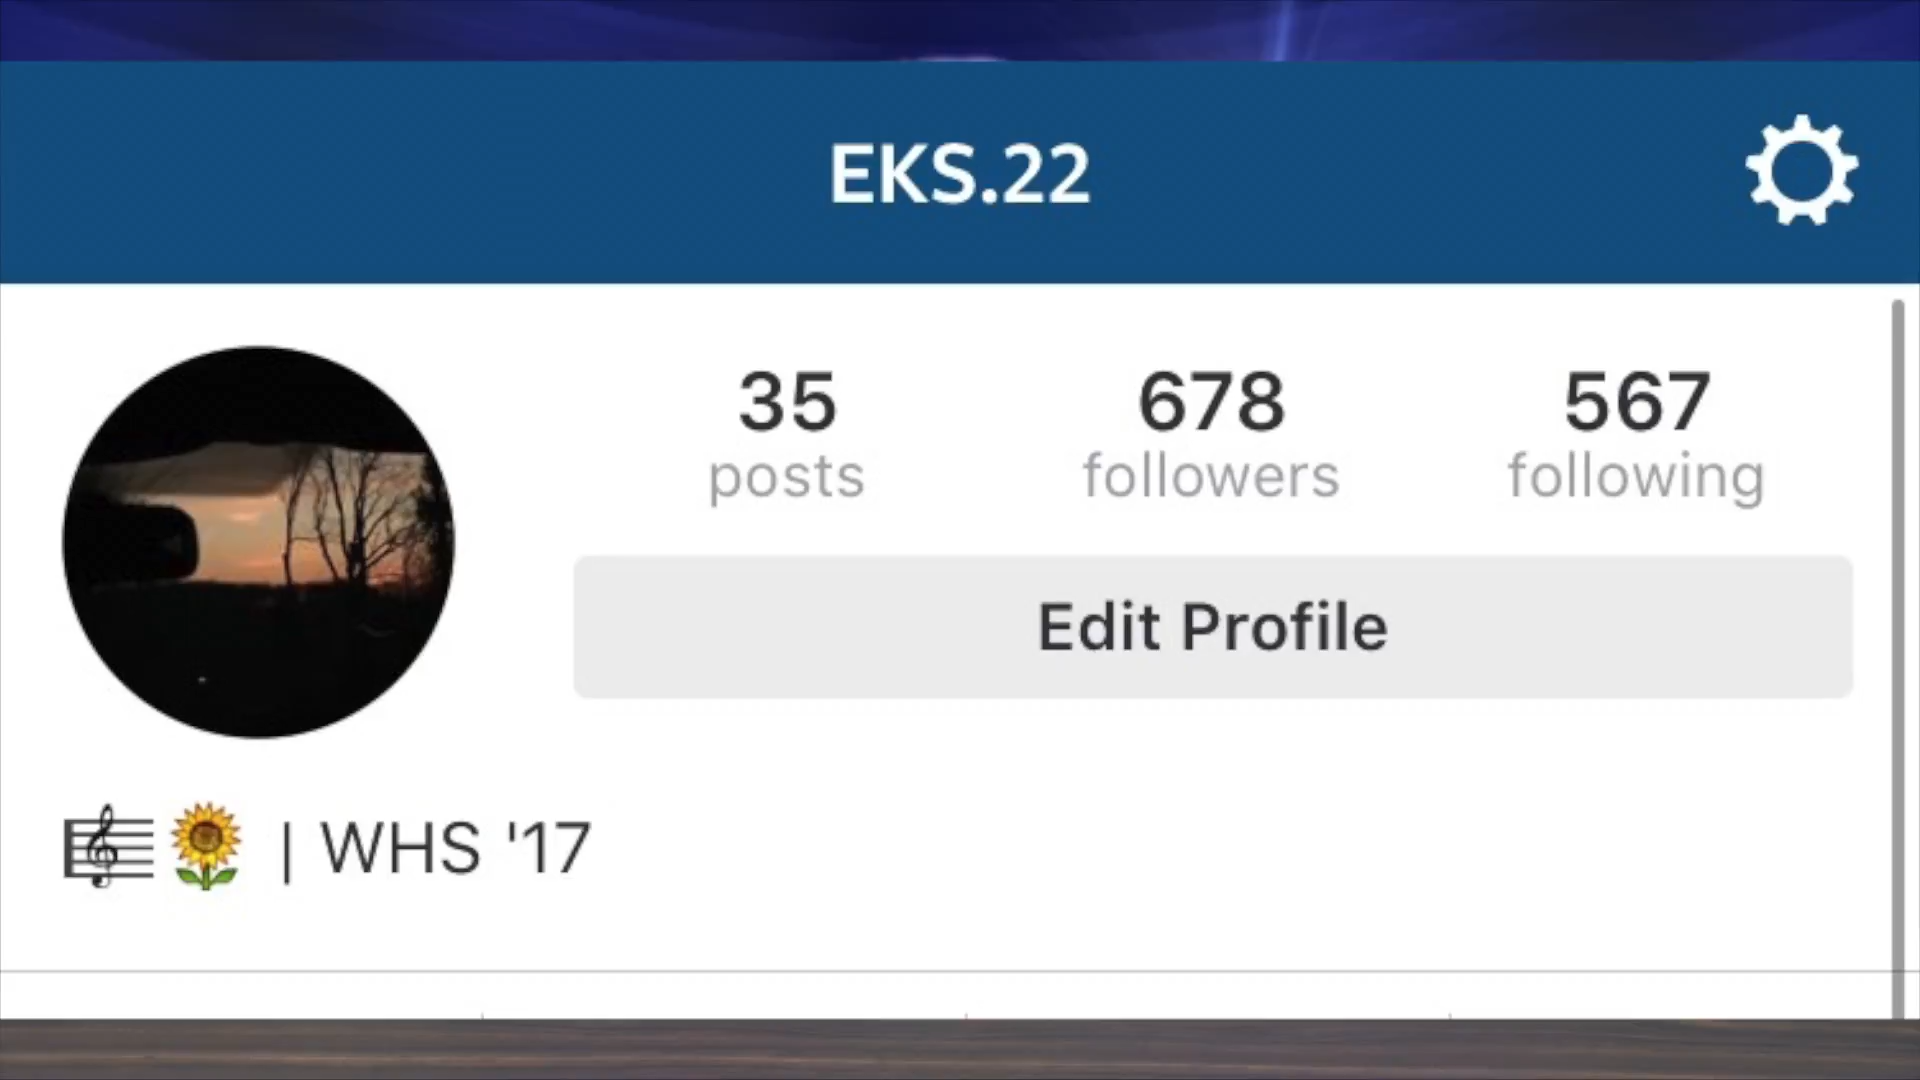 EKS.22
35 678 567
posts followers following
Edit Profile
| WHS '17